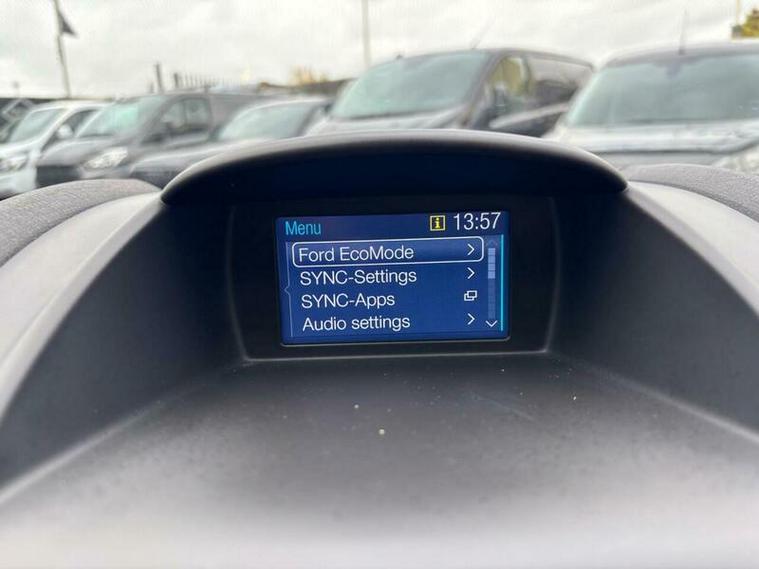 Menu i 13:57
Ford EcoMode
SYNC-Settings
SYNC-Apps
Audio settings